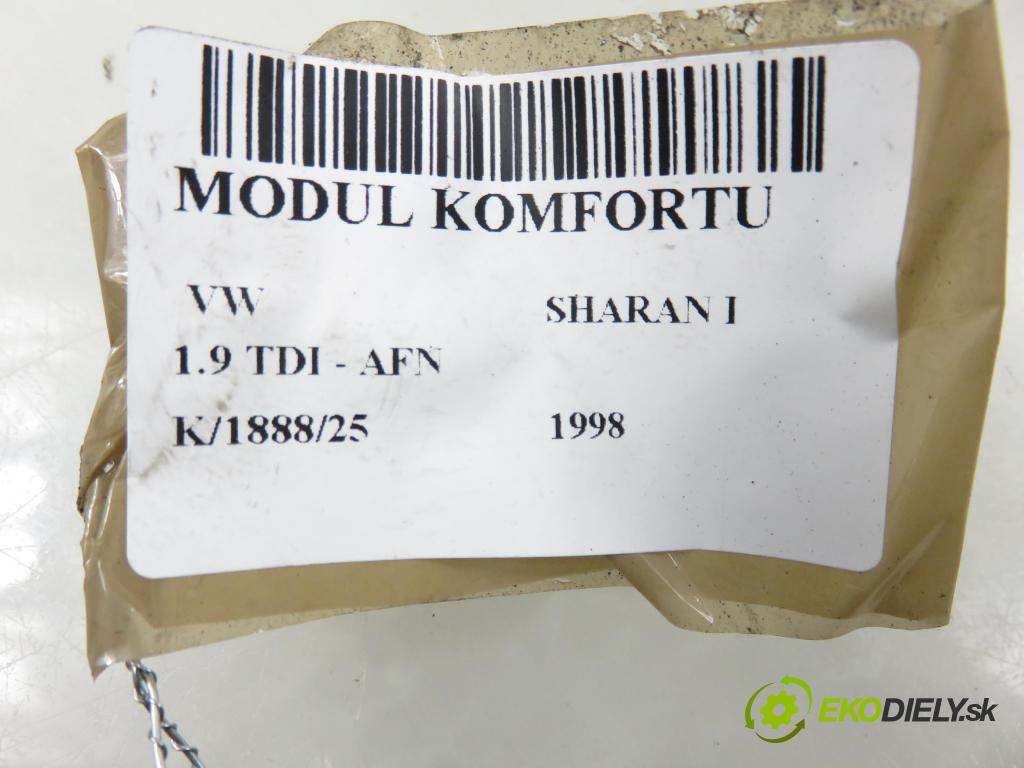 MODUL KOMFORTU
VW SHARAN I
1.9 TDI - AFN
K/1888/25 1998
EKODIELY.sk